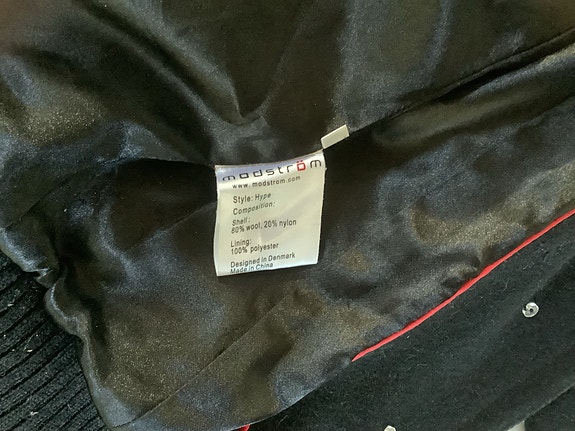 modström
www.modstrom.com
Style: Hype
Composition:
Shell:
80% wool, 20% nylon
Lining:
100% polyester
Designed in Denmark
Made in China